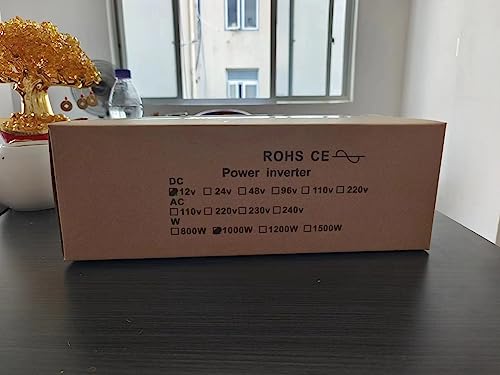 ROHS CE
Power inverter
DC
☑12v ☐24v ☐48v ☐96v ☐110v ☐220v
AC
☐110v ☐220v ☐230v ☐240v
W
☐800W ☑1000W ☐1200W ☐1500W